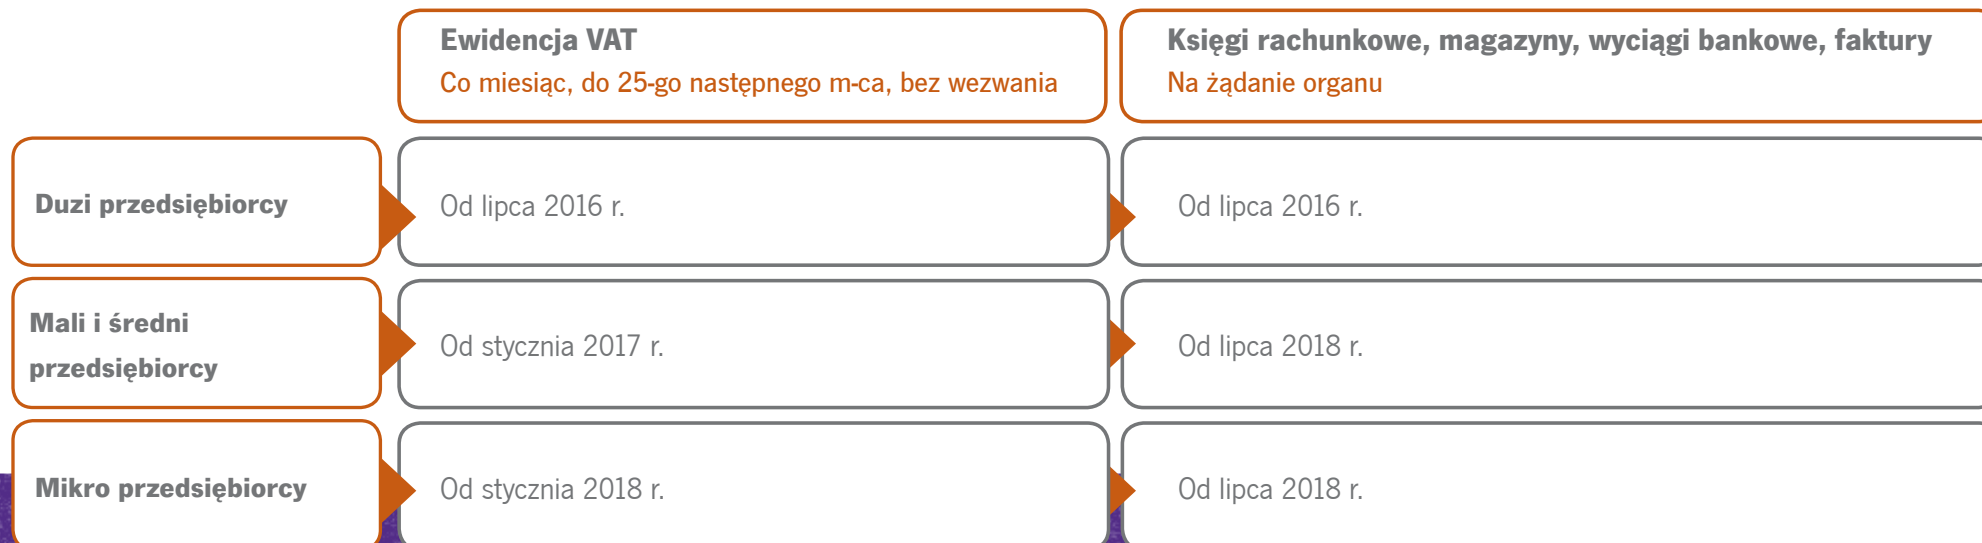 Ewidencja VAT
Co miesiąc, do 25-go następnego m-ca, bez wezwania
Księgi rachunkowe, magazyny, wyciągi bankowe, faktury
Na żądanie organu
Duzi przedsiębiorcy
Od lipca 2016 r.
Od lipca 2016 r.
Mali i średni
przedsiębiorcy
Od stycznia 2017 r.
Od lipca 2018 r.
Mikro przedsiębiorcy
Od stycznia 2018 r.
Od lipca 2018 r.